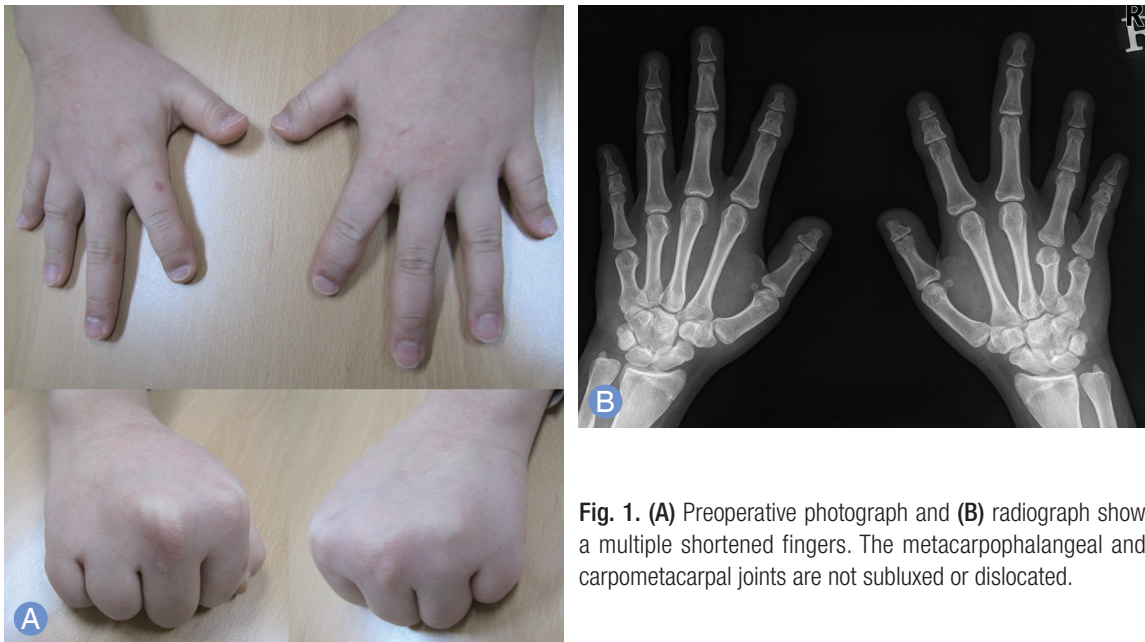 R
A
B
Fig. 1. (A) Preoperative photograph and (B) radiograph show
a multiple shortened fingers. The metacarpophalangeal and
carpometacarpal joints are not subluxed or dislocated.